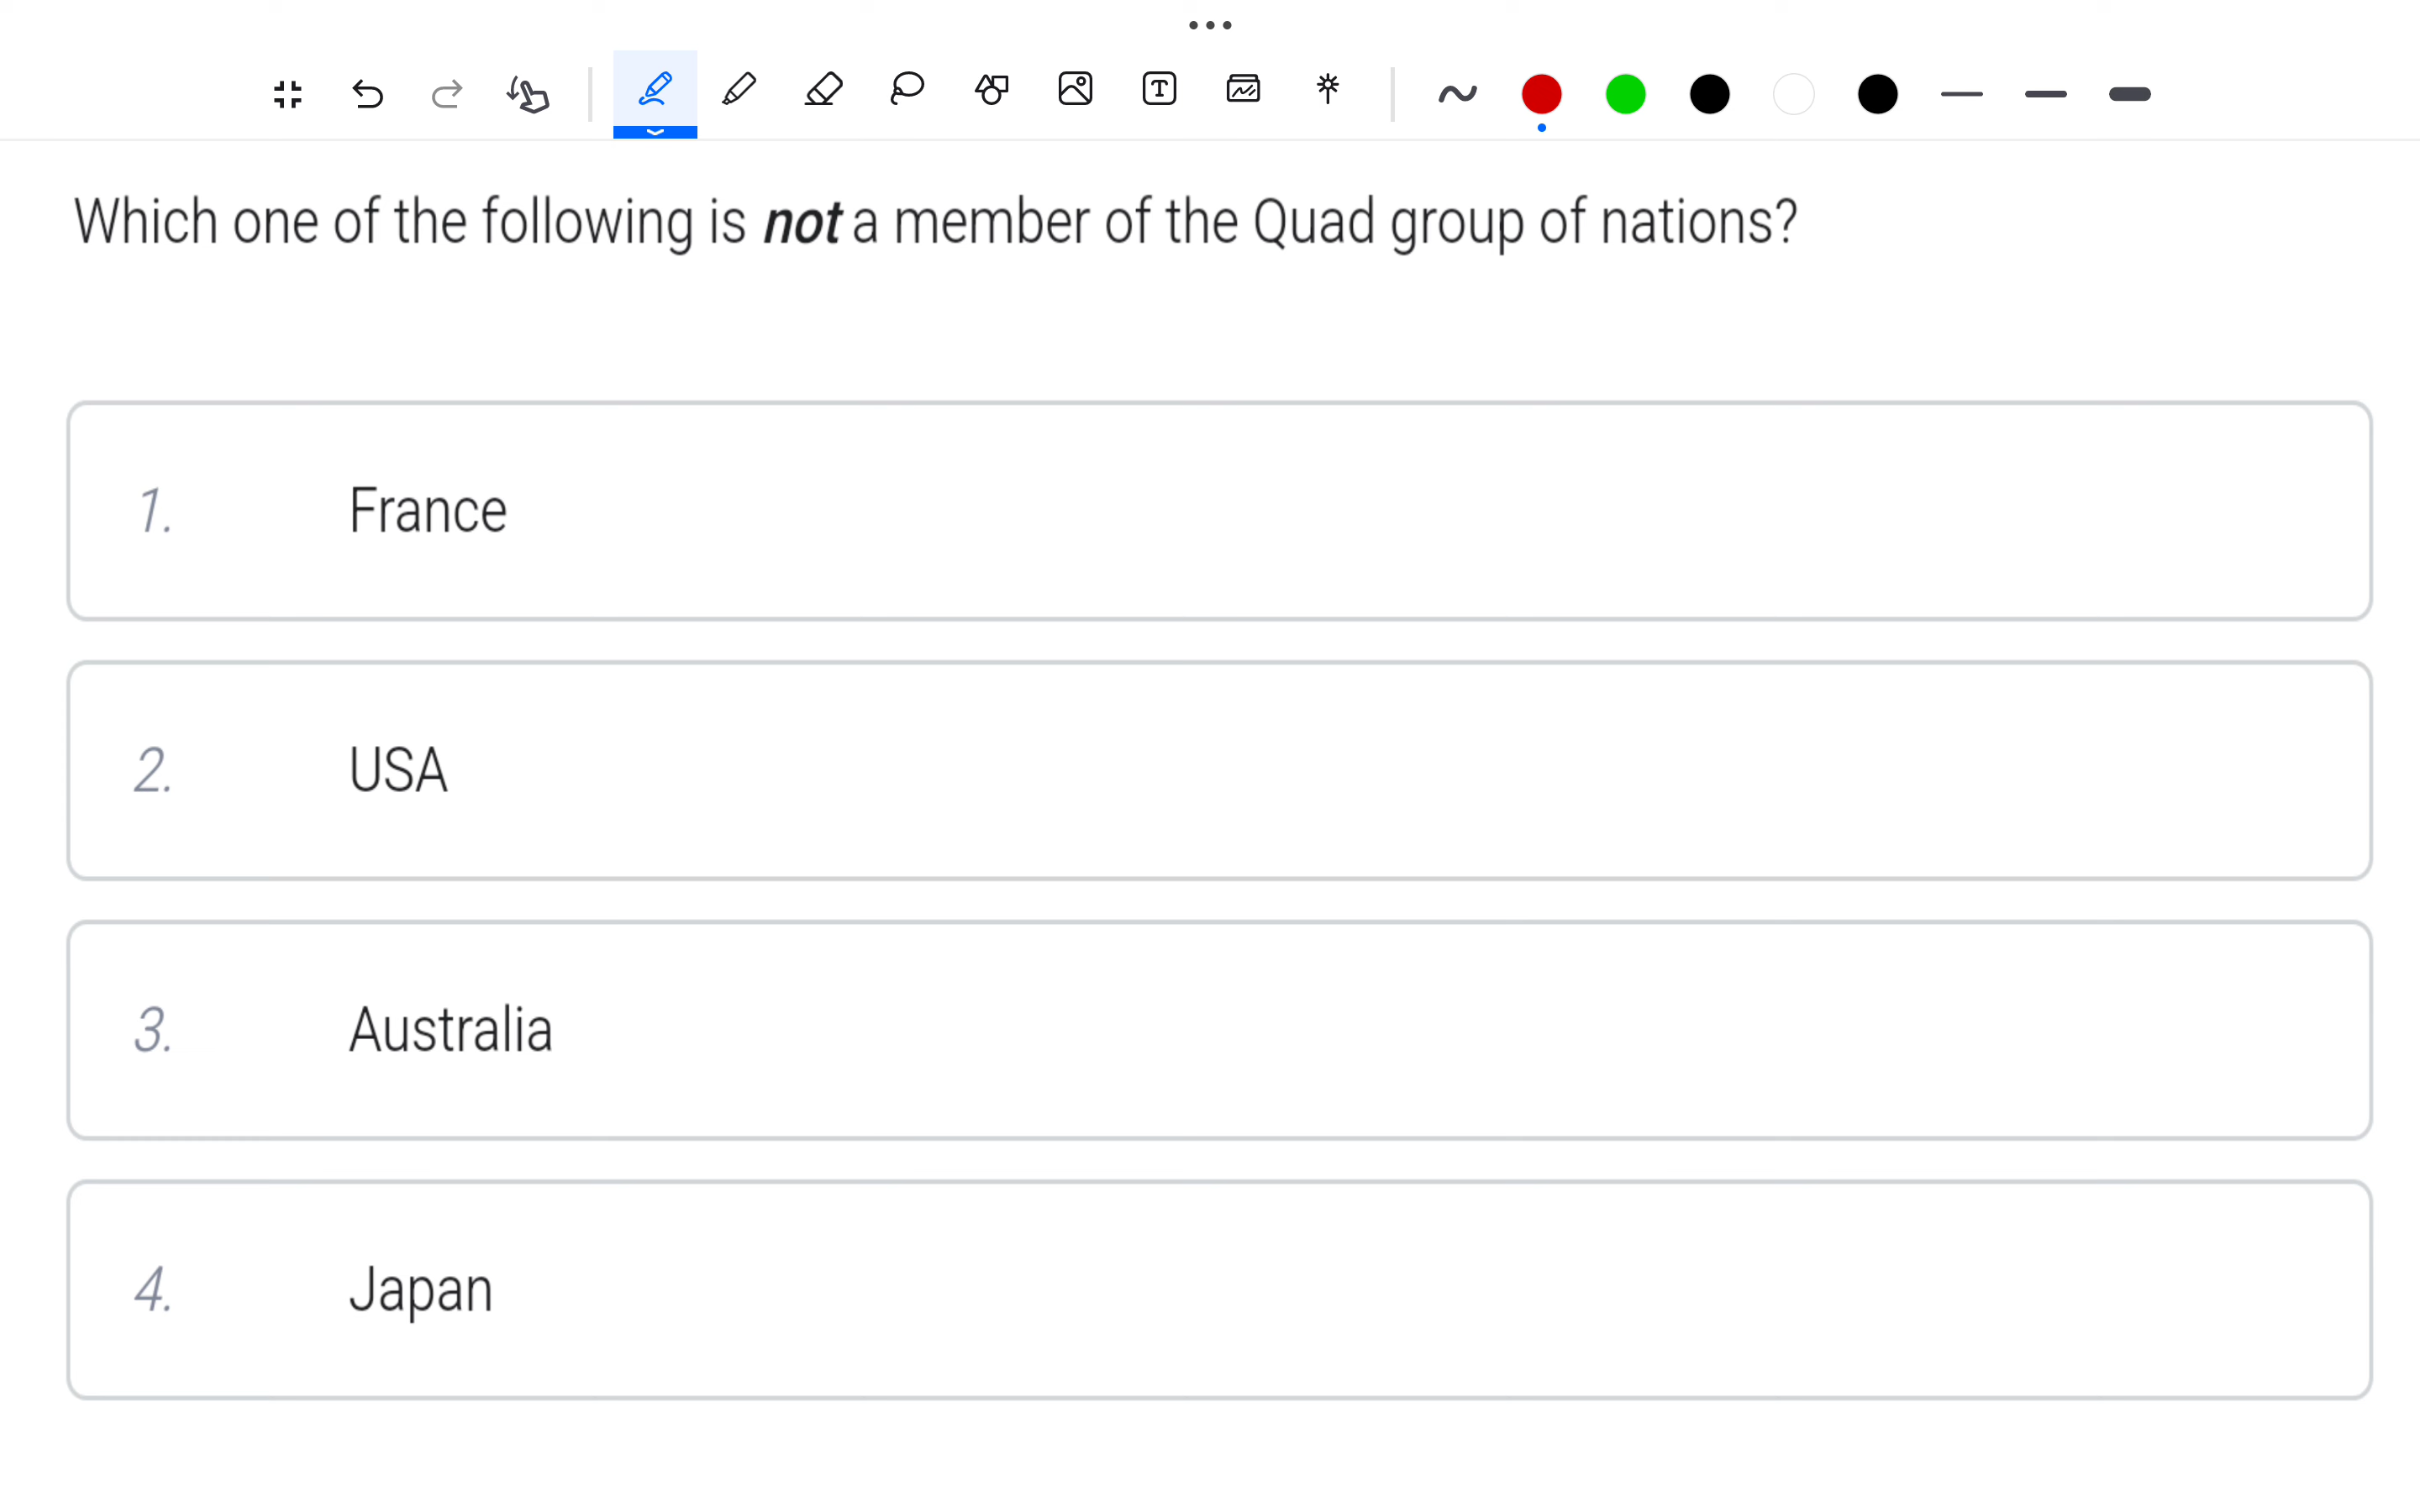 Which one of the following is not a member of the Quad group of nations?
1. France
2. USA
3. Australia
4. Japan